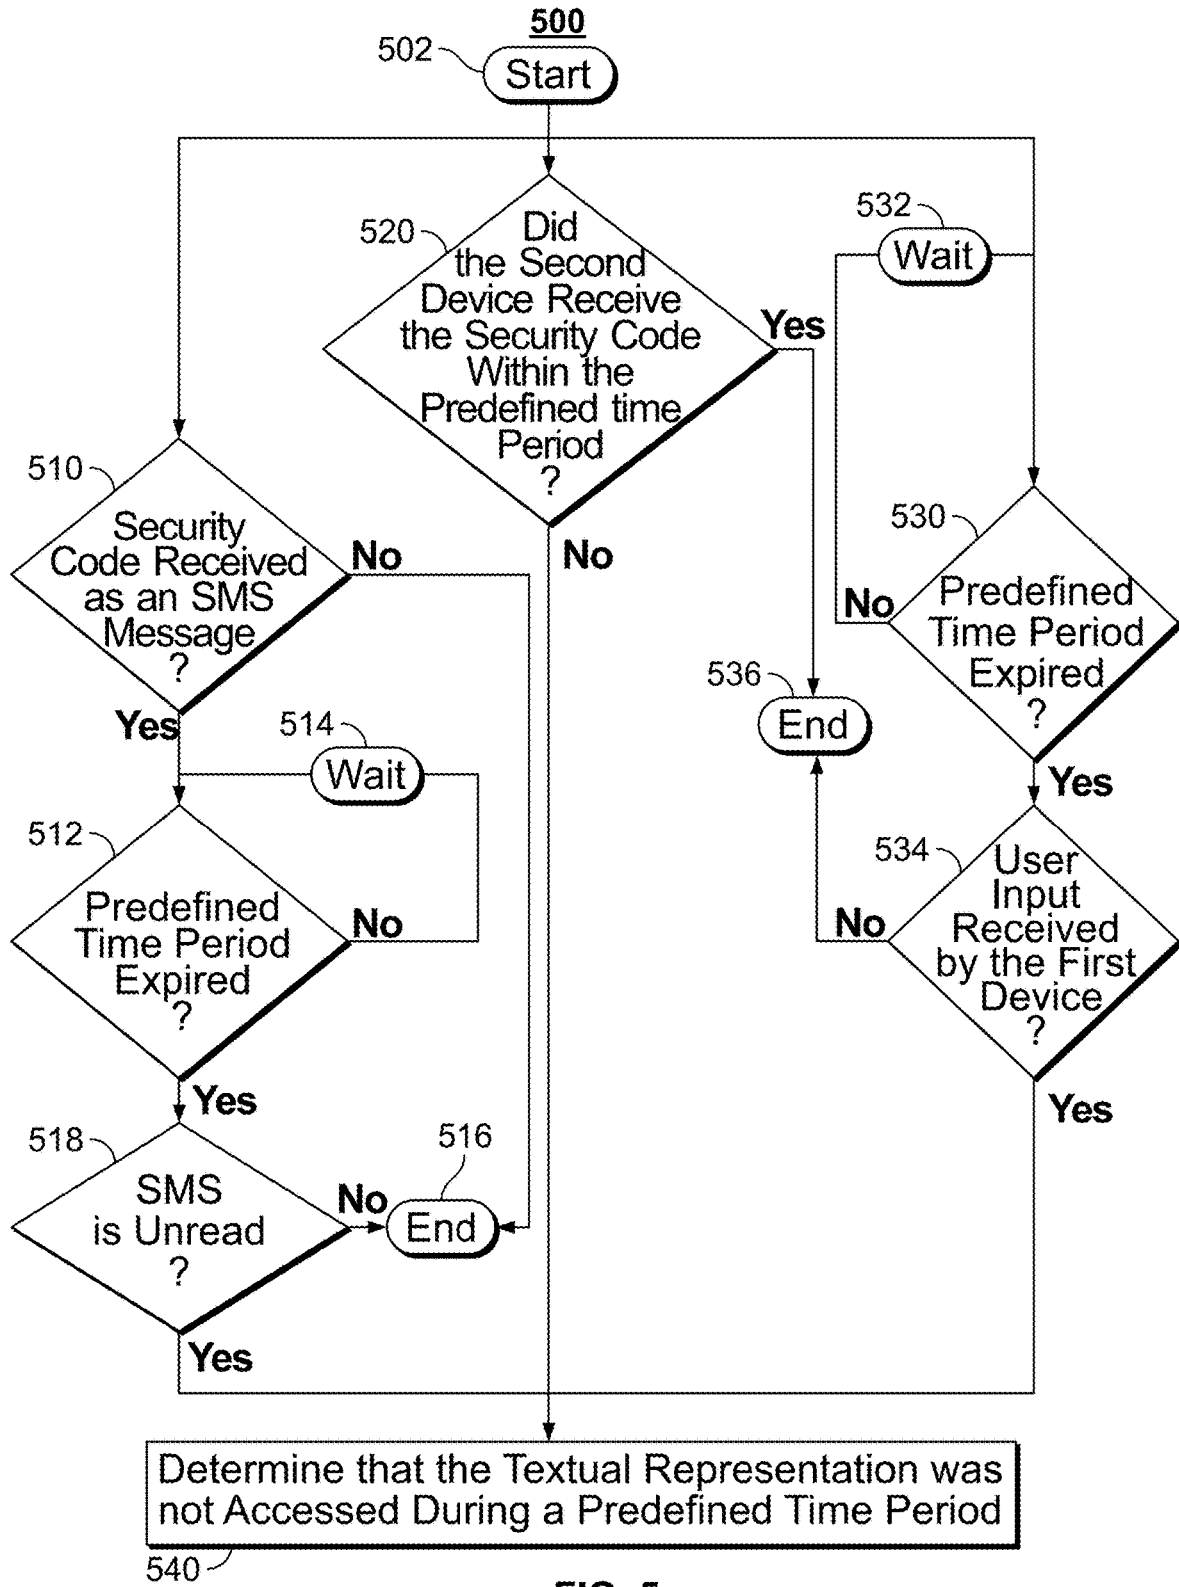 500
502
Start
532
Wait
520
Did
the Second
Device Receive
the Security Code
Within the
Predefined time
Period
?
Yes
No
510
Security
Code Received
as an SMS
Message
?
No
Yes
530
Predefined
Time Period
Expired
?
No
Yes
536
End
514
Wait
512
Predefined
Time Period
Expired
?
No
Yes
534
User
Input
Received
by the First
Device
?
No
Yes
518
SMS
is Unread
?
No
Yes
516
End
Determine that the Textual Representation was
not Accessed During a Predefined Time Period
540